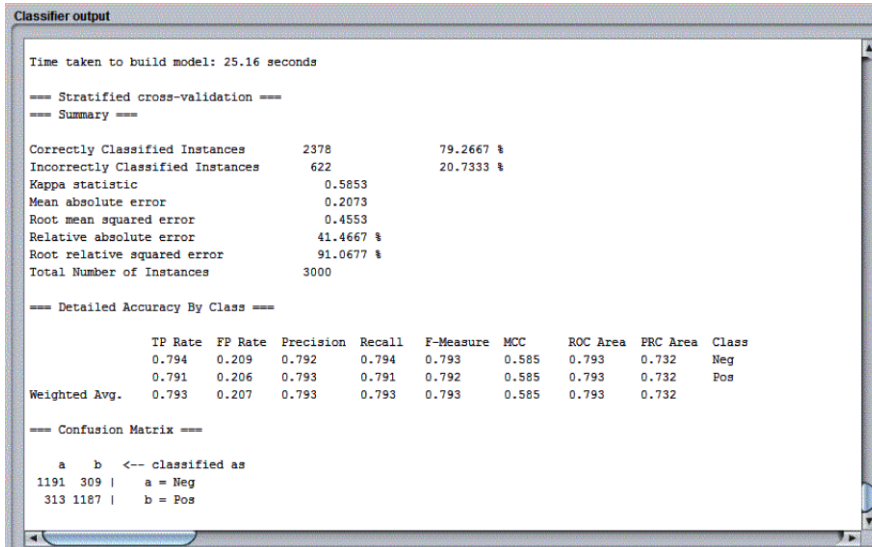 Classifier output
Time taken to build model: 25.16 seconds
=== Stratified cross-validation ===
=== Summary ===
Correctly Classified Instances 2378 79.2667 %
Incorrectly Classified Instances 622 20.7333 %
Kappa statistic 0.5853
Mean absolute error 0.2073
Root mean squared error 0.4553
Relative absolute error 41.4667 %
Root relative squared error 91.0677 %
Total Number of Instances 3000
=== Detailed Accuracy By Class ===
TP Rate FP Rate Precision Recall F-Measure MCC ROC Area PRC Area Class
0.794 0.209 0.792 0.794 0.793 0.585 0.793 0.732 Neg
0.791 0.206 0.793 0.791 0.792 0.585 0.793 0.732 Pos
Weighted Avg. 0.793 0.207 0.793 0.793 0.793 0.585 0.793 0.732
=== Confusion Matrix ===
a b <-- classified as
1191 309 | a = Neg
313 1187 | b = Pos